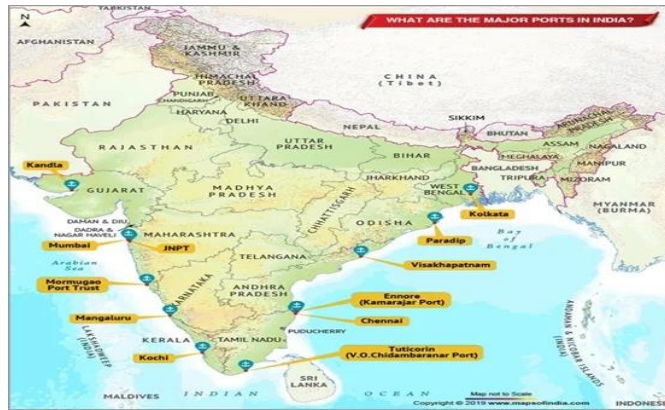 N
TAJIKISTAN
WHAT ARE THE MAJOR PORTS IN INDIA?
AFGHANISTAN
JAMMU &
KASHMIR
CHINA
(Tibet)
HIMACHAL
PRADESH
PAKISTAN
PUNJAB
CHANDIGARH
UTTARA
KHAND
HARYANA
DELHI
NEPAL
SIKKIM
BHUTAN
ARUNACHAL
PRADESH
RAJASTHAN
UTTAR
PRADESH
BIHAR
ASSAM
NAGALAND
MEGHALAYA
MANIPUR
BANGLADESH
TRIPURA
MIZORAM
Kandla
GUJARAT
MADHYA
PRADESH
JHARKHAND
WEST
BENGAL
CHHATTISGARH
Kolkata
MYANMAR
(BURMA)
DAMAN & DIU
DADRA &
NAGAR HAVELI
MAHARASHTRA
ODISHA
Paradip
Bay
of
Bengal
Mumbai
JNPT
Arabian
Sea
TELANGANA
Visakhapatnam
Mormugao
Port Trust
KARNATAKA
ANDHRA
PRADESH
Ennore
(Kamarajar Port)
Mangaluru
Chennai
LAKSHADWEEP
(INDIA)
KERALA
TAMIL NADU
PUDUCHERRY
ANDAMAN & NICOBAR ISLANDS
(INDIA)
Kochi
Tuticorin
(V.O.Chidambaranar Port)
SRI
LANKA
MALDIVES
INDIAN OCEAN
Map not to Scale
Copyright © 2019 www.mapsofindia.com
INDONES